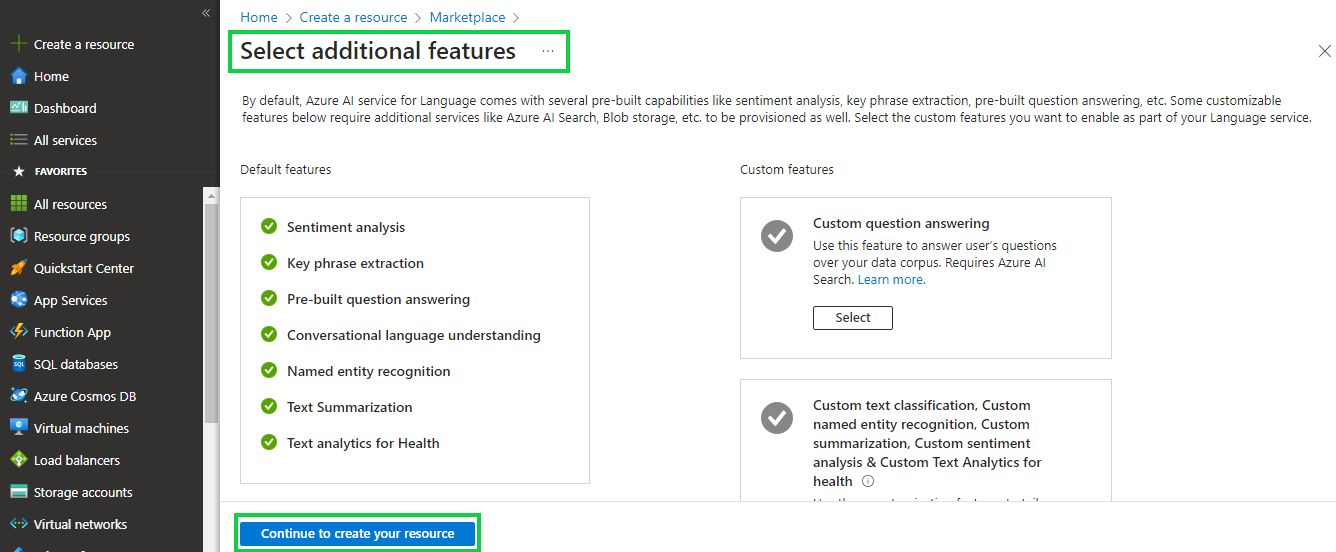 «
Create a resource
Home
Dashboard
All services
FAVORITES
All resources
Resource groups
Quickstart Center
App Services
Function App
SQL databases
Azure Cosmos DB
Virtual machines
Load balancers
Storage accounts
Virtual networks
Home > Create a resource > Marketplace >
Select additional features ...
By default, Azure AI service for Language comes with several pre-built capabilities like sentiment analysis, key phrase extraction, pre-built question answering, etc. Some customizable
features below require additional services like Azure AI Search, Blob storage, etc. to be provisioned as well. Select the custom features you want to enable as part of your Language service.
Default features
Sentiment analysis
Key phrase extraction
Pre-built question answering
Conversational language understanding
Named entity recognition
Text Summarization
Text analytics for Health
Custom features
Custom question answering
Use this feature to answer user's questions
over your data corpus. Requires Azure AI
Search. Learn more.
Select
Custom text classification, Custom
named entity recognition, Custom
summarization, Custom sentiment
analysis & Custom Text Analytics for
health
Continue to create your resource